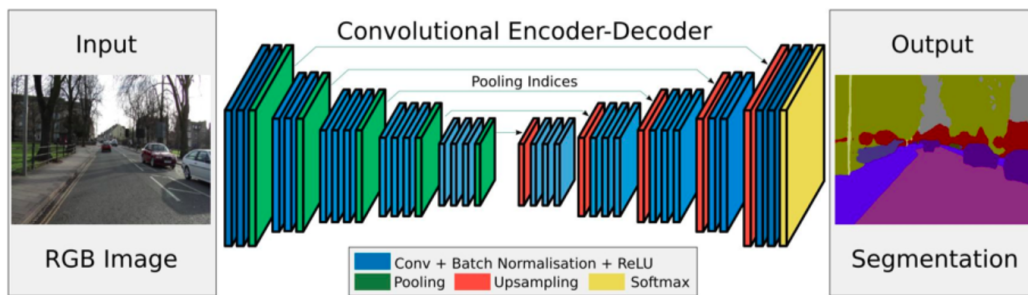 Input
Convolutional Encoder-Decoder
Output
Pooling Indices
RGB Image
Segmentation
Conv + Batch Normalisation + ReLU
Pooling Upsampling Softmax